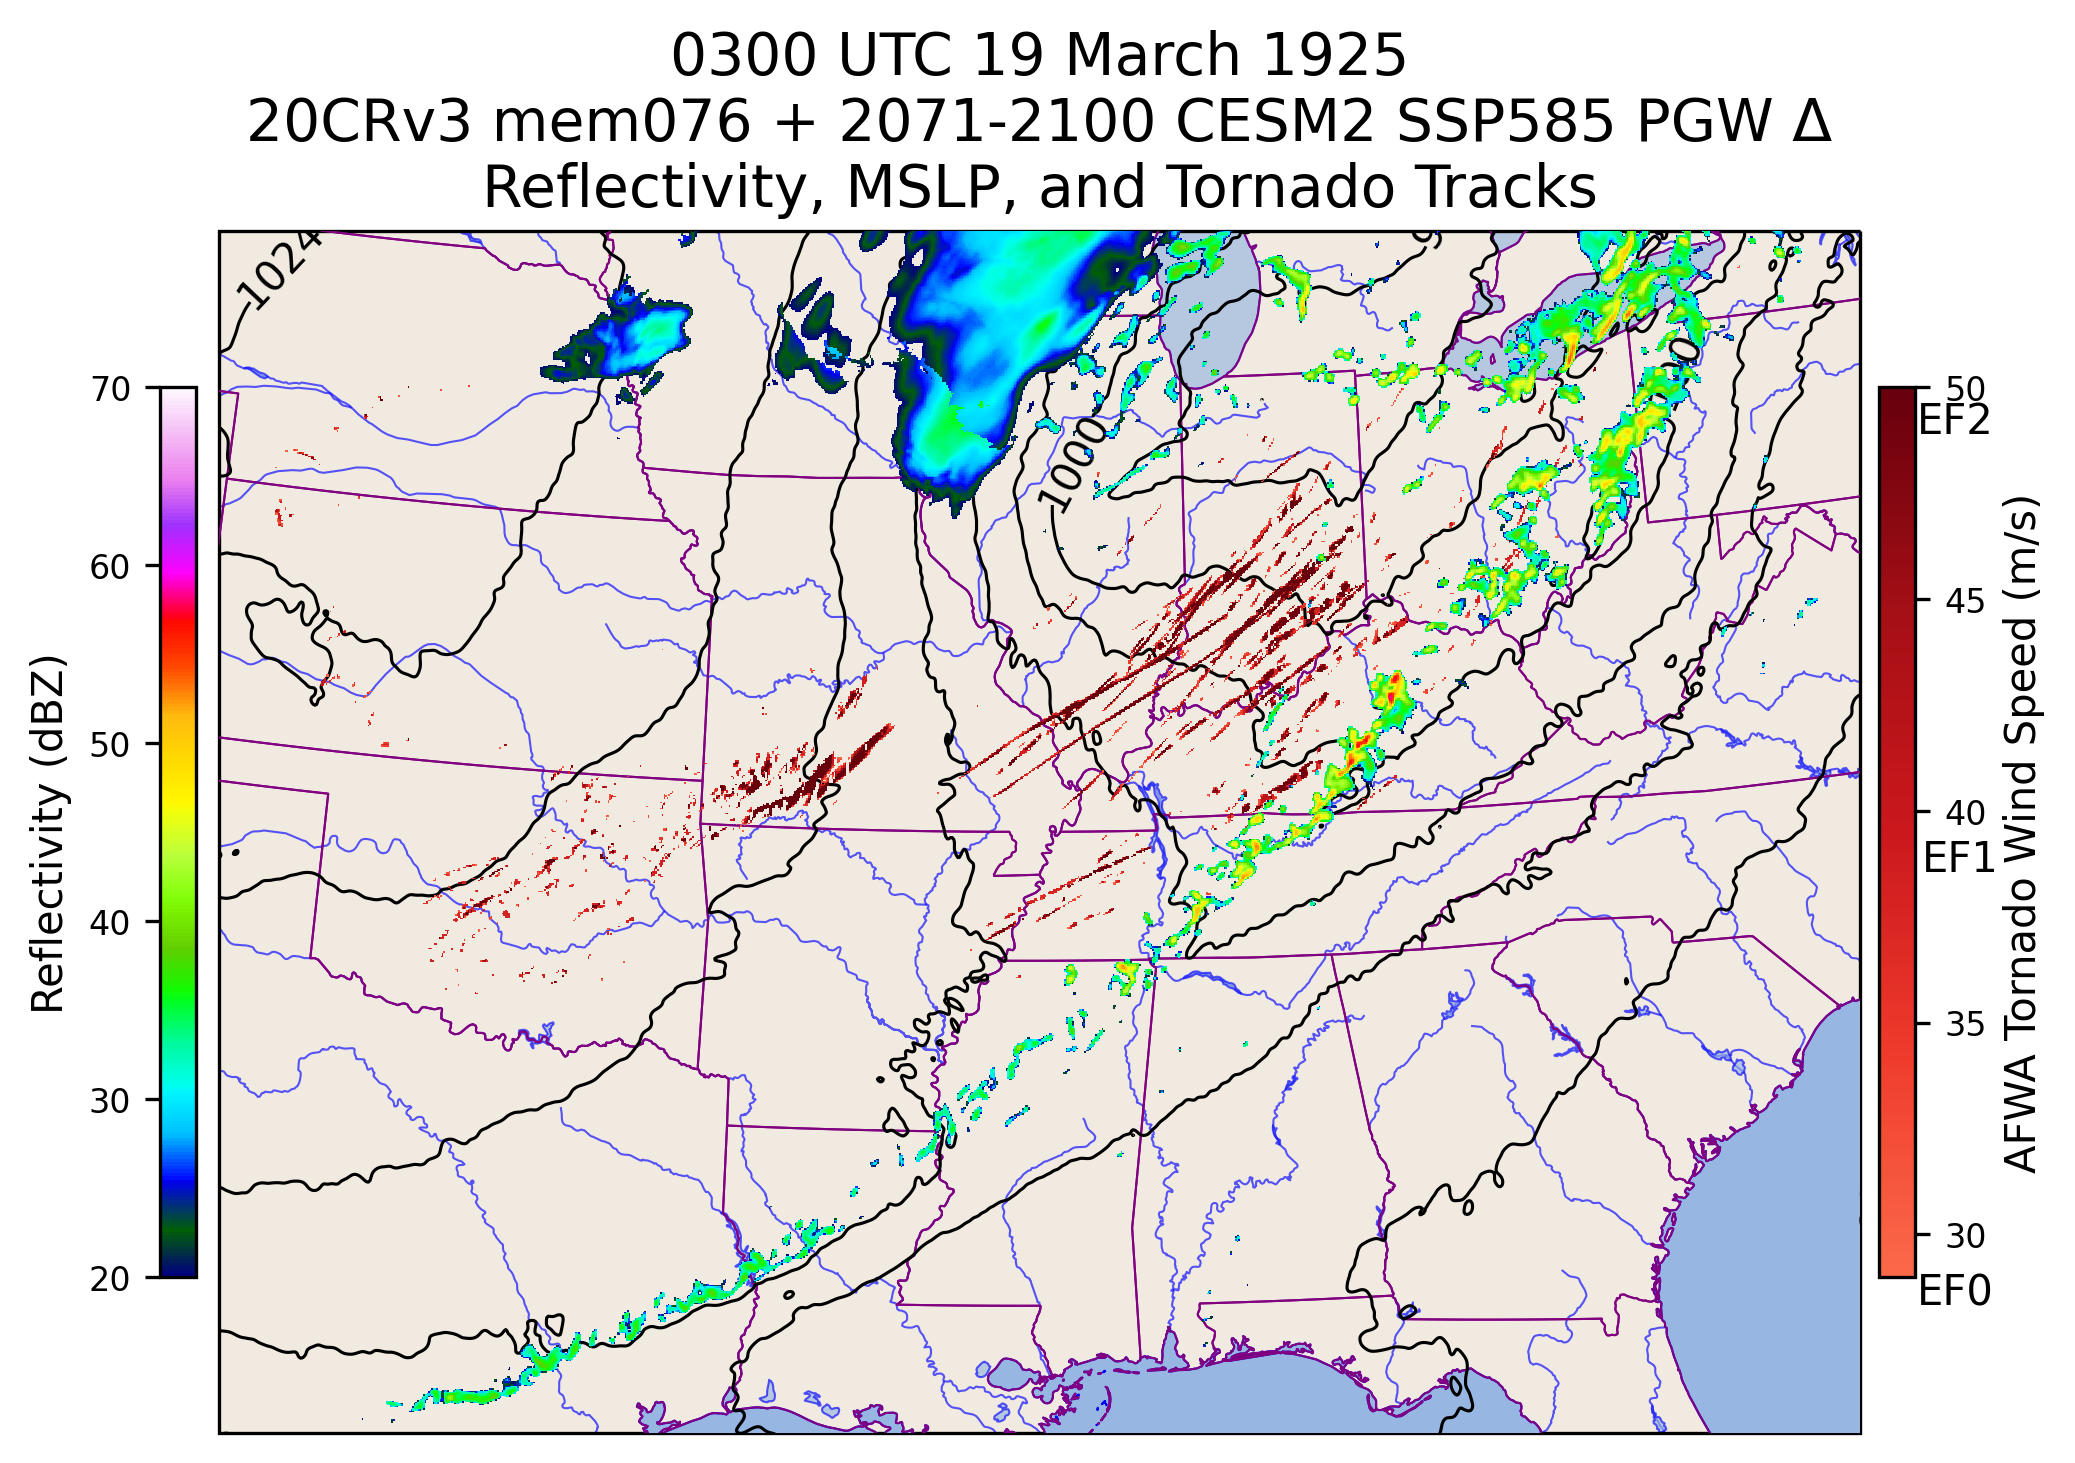 0300 UTC 19 March 1925
20CRv3 mem076 + 2071-2100 CESM2 SSP585 PGW Δ
Reflectivity, MSLP, and Tornado Tracks
1024
1000
Reflectivity (dBZ)
70
60
50
40
30
20
50
EF2
45
40
EF1
35
30
EF0
AFWA Tornado Wind Speed (m/s)